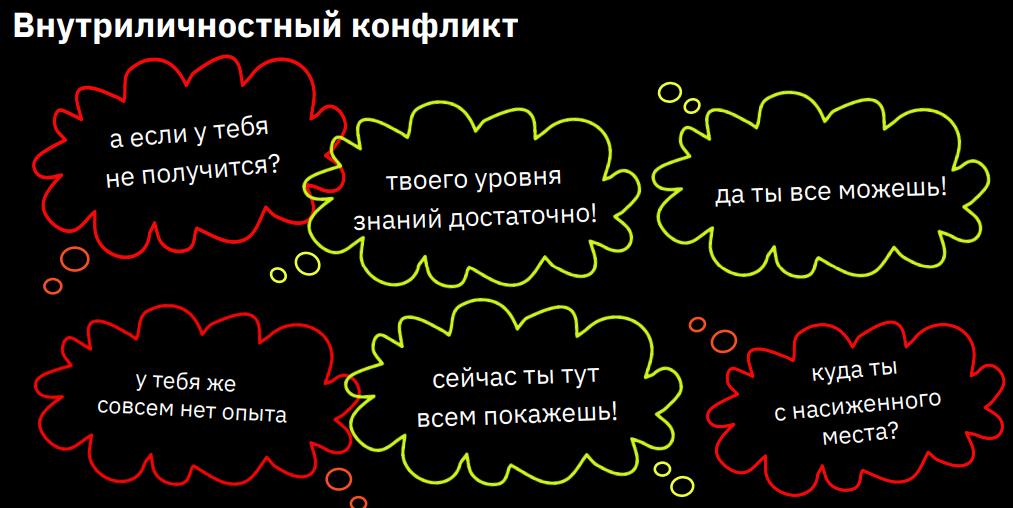 Внутриличностный конфликт
а если у тебя
не получится?
твоего уровня
знаний достаточно!
да ты все можешь!
у тебя же
совсем нет опыта
сейчас ты тут
всем покажешь!
куда ты
с насиженного
места?